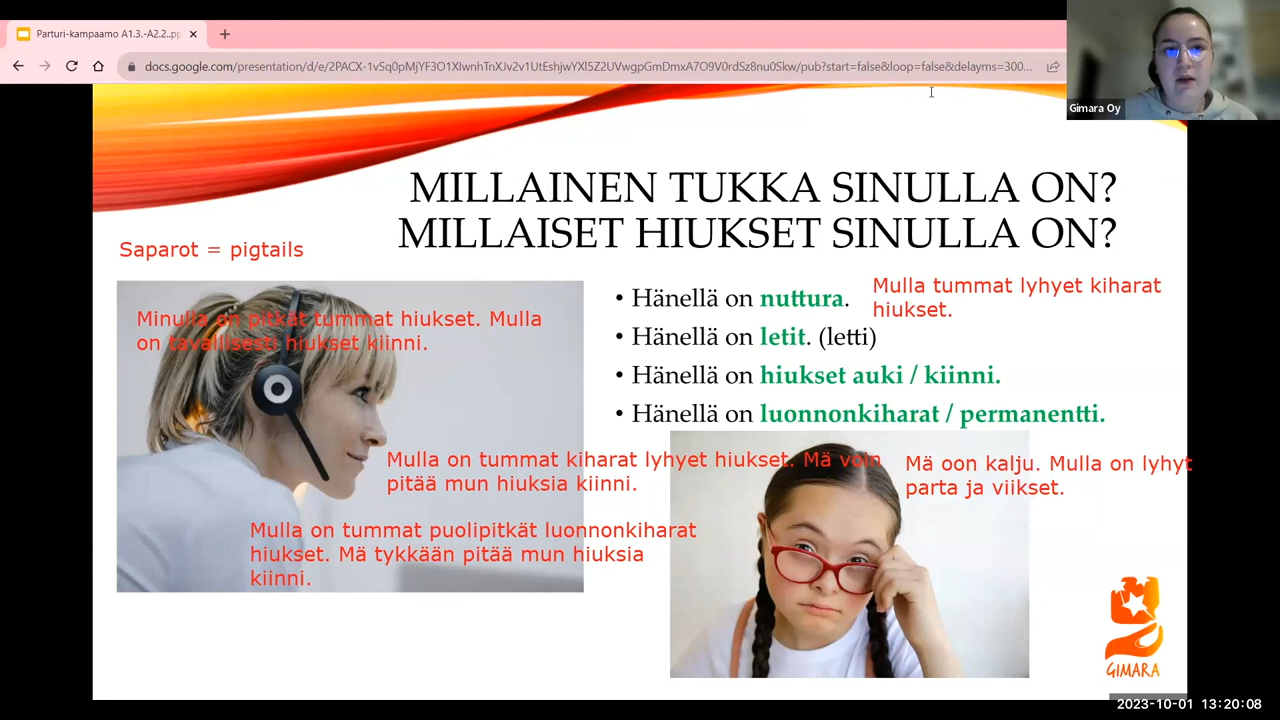 Parturi-kampaamo A1.3.-A2.2..pp
docs.google.com/presentation/d/e/2PACX-1vSq0pMjYF3O1XIwnhTnXJv2v1UtEshjwYXl5Z2UVwgpGmDmxA7O9V0rdSz8nu0Skw/pub?start=false&loop=false&delayms=300...
Gimara Oy
MILLAINEN TUKKA SINULLA ON?
MILLAISET HIUKSET SINULLA ON?
Saparot = pigtails
Minulla on pitkät tummat hiukset. Mulla
on tavallisesti hiukset kiinni.
• Hänellä on nuttura.
Mulla tummat lyhyet kiharat
hiukset.
• Hänellä on letit. (letti)
• Hänellä on hiukset auki / kiinni.
• Hänellä on luonnonkiharat / permanentti.
Mulla on tummat kiharat lyhyet hiukset. Mä voin
pitää mun hiuksia kiinni.
Mä oon kalju. Mulla on lyhyt
parta ja viikset.
Mulla on tummat puolipitkät luonnonkiharat
hiukset. Mä tykkään pitää mun hiuksia
kiinni.
GIMARA
2023-10-01 13:20:08